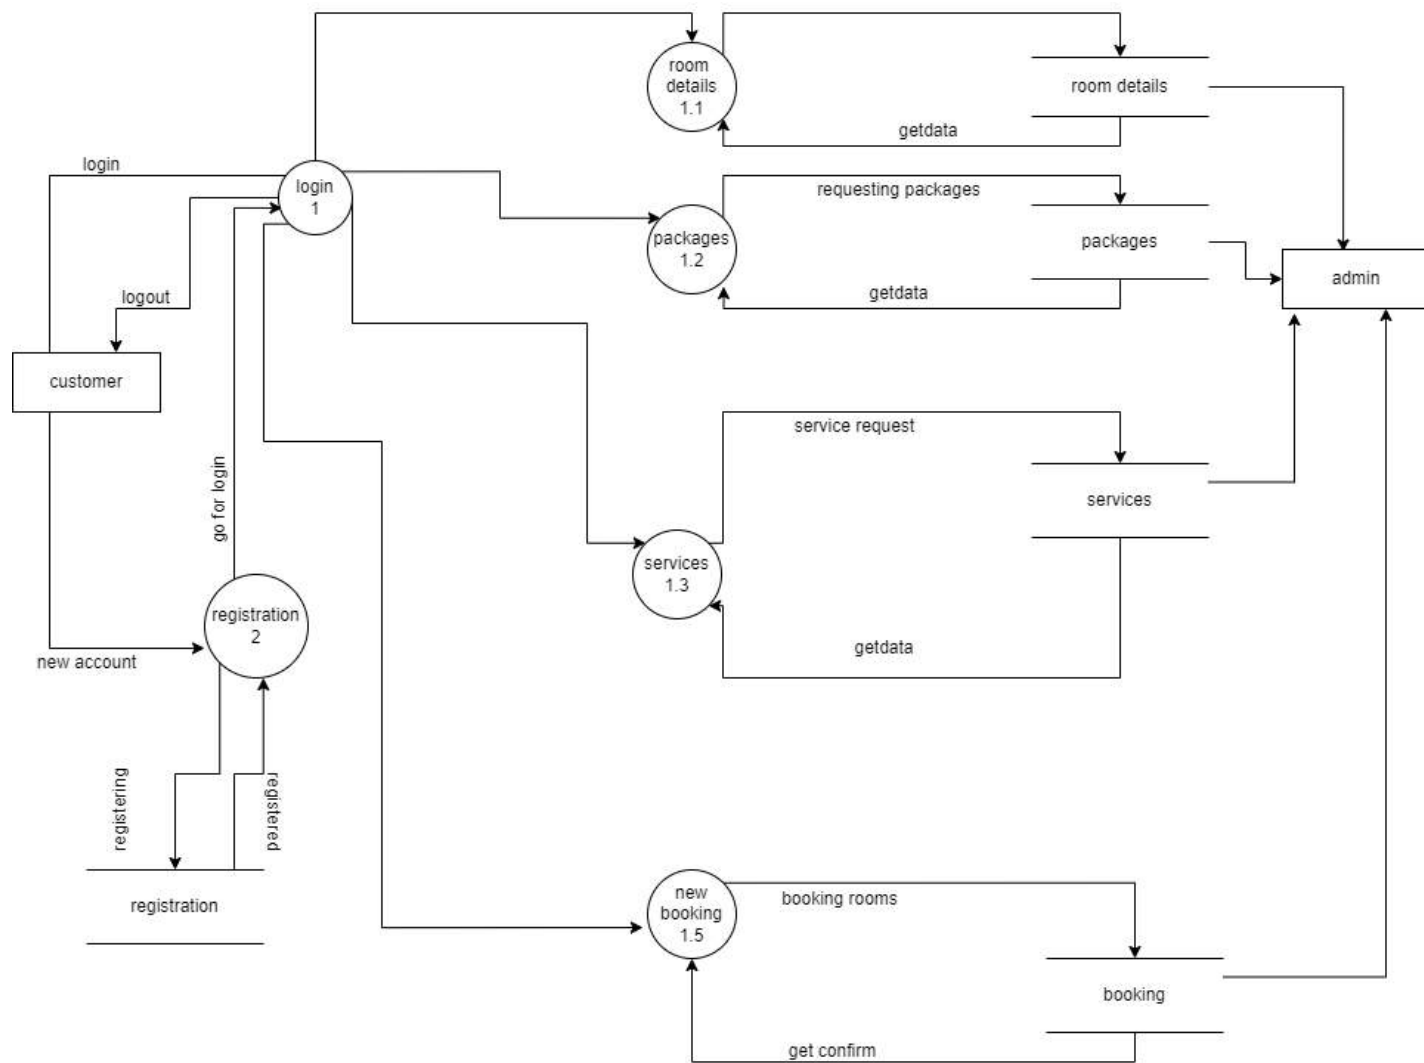 room
details
1.1
room details
getdata
login
login
1
requesting packages
packages
1.2
packages
getdata
admin
logout
customer
service request
services
go for login
services
1.3
registration
2
getdata
new account
registering
registered
registration
new
booking
1.5
booking rooms
booking
get confirm